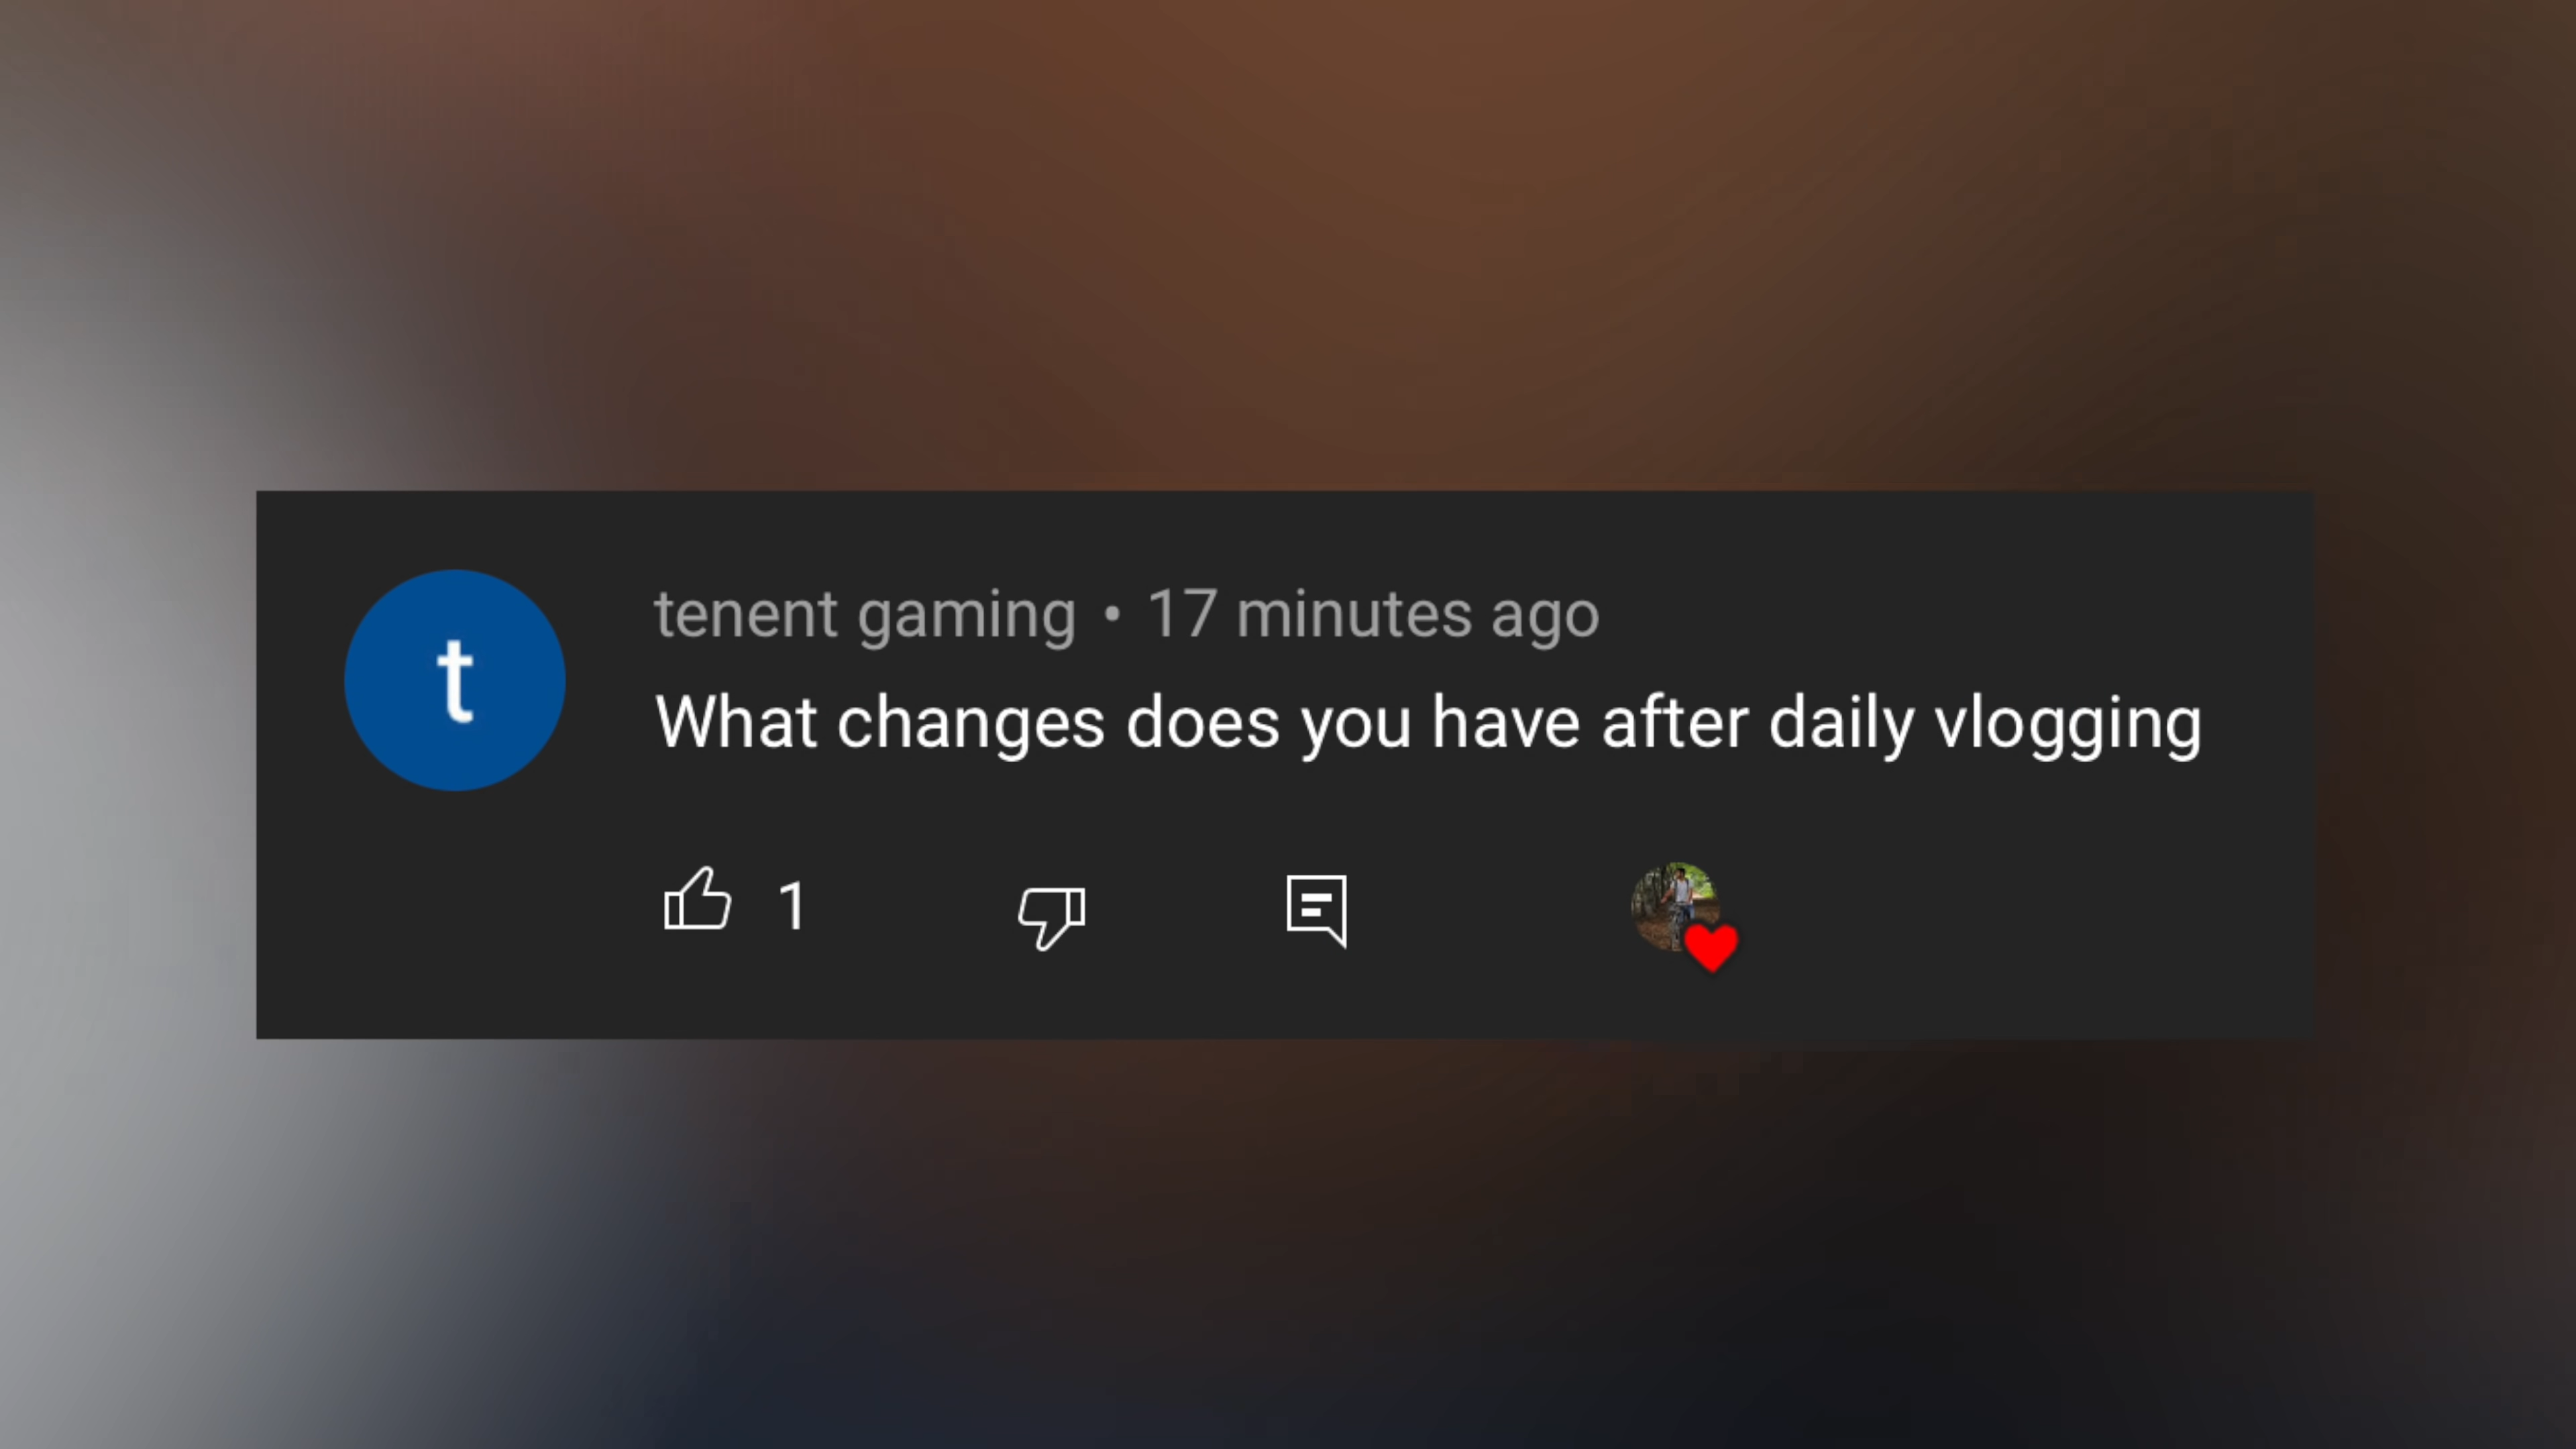 t
tenent gaming • 17 minutes ago
What changes does you have after daily vlogging
1